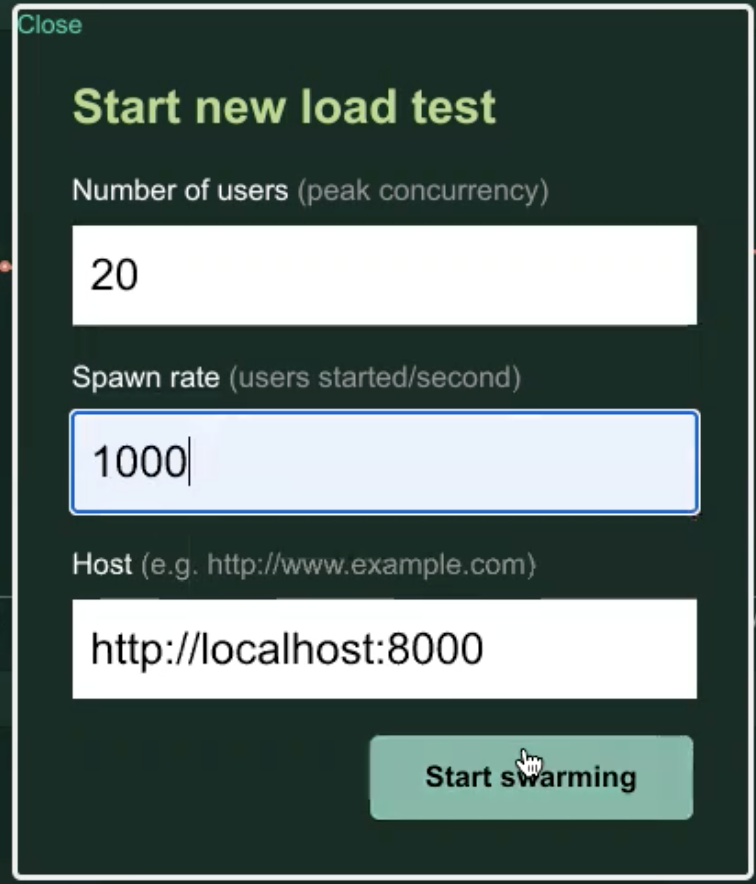 Close
Start new load test
Number of users (peak concurrency)
20
Spawn rate (users started/second)
1000
Host (e.g. http://www.example.com)
http://localhost:8000
Start swarming